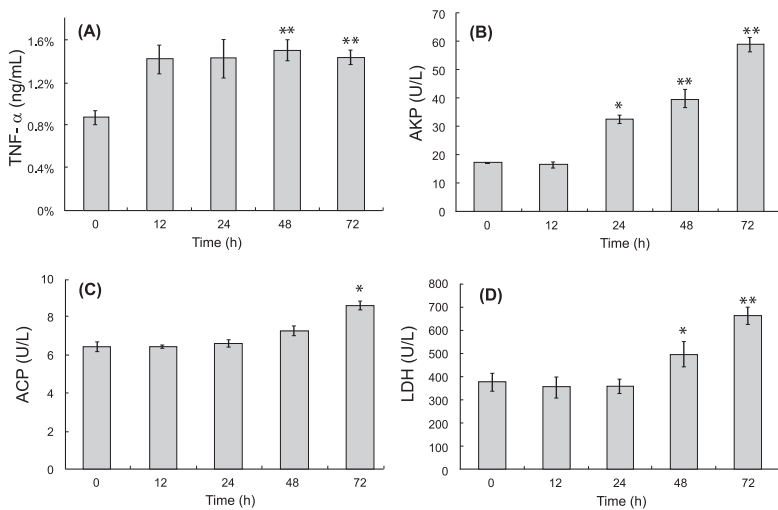 (A)
TNF- α (ng/mL)
1.6%
1.2%
0.8%
0.4%
0%
** **
0 12 24 48 72
Time (h)
(B)
AKP (U/L)
70
60
50
40
30
20
10
0
* ** **
0 12 24 48 72
Time (h)
(C)
ACP (U/L)
10
8
6
4
2
0
*
0 12 24 48 72
Time (h)
(D)
LDH (U/L)
800
700
600
500
400
300
200
100
0
* **
0 12 24 48 72
Time (h)